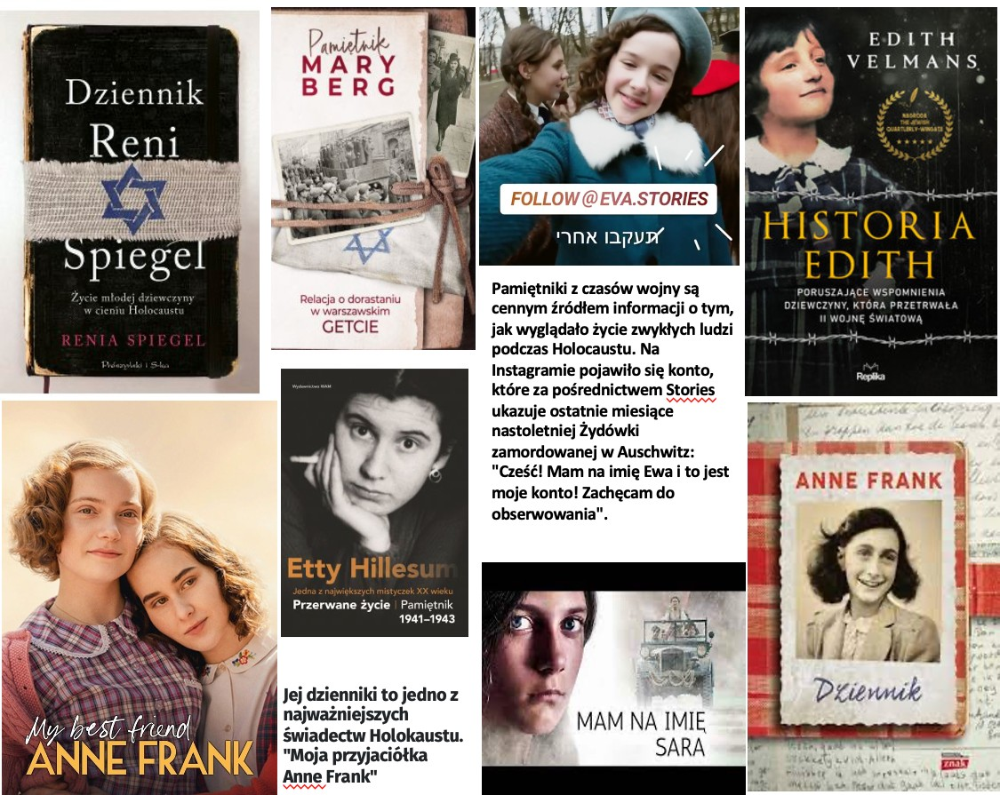 Dziennik
Reni
Spiegel
Życie młodej dziewczyny
w cieniu Holocaustu
RENIA SPIEGEL
Prószyński i S-ka
Pamiętnik
MARY
BERG
Relacja o dorastaniu
w warszawskim
GETCIE
FOLLOW @EVA.STORIES
תעקבו אחרי
EDITH
VELMANS
NAGRODA
THE JEWISH
QUARTERLY-WINGATE
HISTORIA
EDITH
PORUSZAJĄCE WSPOMNIENIA
DZIEWCZYNY, KTÓRA PRZETRWAŁA
II WOJNĘ ŚWIATOWĄ
Replika
Pamiętniki z czasów wojny są
cennym źródłem informacji o tym,
jak wyglądało życie zwykłych ludzi
podczas Holocaustu. Na
Instagramie pojawiło się konto,
które za pośrednictwem Stories
ukazuje ostatnie miesiące
nastoletniej Żydówki
zamordowanej w Auschwitz:
"Cześć! Mam na imię Ewa i to jest
moje konto! Zachęcam do
obserwowania".
My best friend
ANNE FRANK
Wydawnictwo WAM
Etty Hillesum
Jedna z największych mistyczek XX wieku
Przerwane życie | Pamiętnik
1941–1943
Jej dzienniki to jedno z
najważniejszych
świadectw Holokaustu.
"Moja przyjaciółka
Anne Frank"
MAM NA IMIĘ
SARA
ANNE FRANK
Dziennik
znak